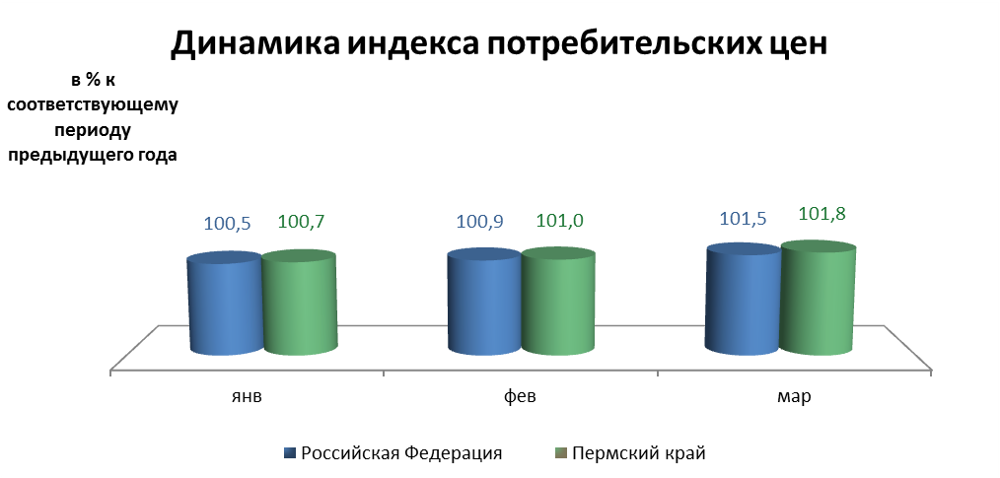 Динамика индекса потребительских цен
в % к
соответствующему
периоду
предыдущего года
100,5 100,7 100,9 101,0 101,5 101,8
янв фев мар
Российская Федерация Пермский край